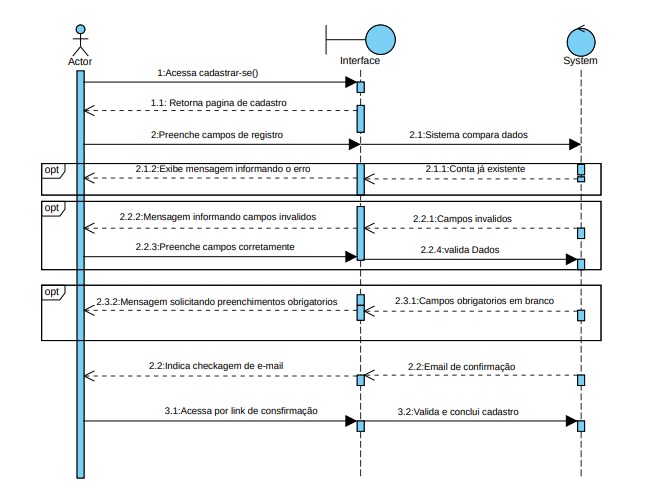 Actor
Interface
System
1:Acessa cadastrar-se()
1.1: Retorna pagina de cadastro
2:Preenche campos de registro
2.1:Sistema compara dados
opt
2.1.2:Exibe mensagem informando o erro
2.1.1:Conta já existente
opt
2.2.2:Mensagem informando campos invalidos
2.2.1:Campos invalidos
2.2.3:Preenche campos corretamente
2.2.4:valida Dados
opt
2.3.2:Mensagem solicitando preenchimentos obrigatorios
2.3.1:Campos obrigatorios em branco
2.2:Indica checkagem de e-mail
2.2:Email de confirmação
3.1:Acessa por link de consfirmação
3.2:Valida e conclui cadastro